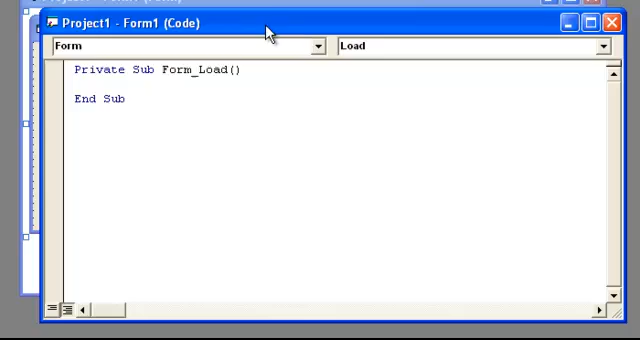 Project1 - Form1 (Code)
Form
Load
Private Sub Form_Load()
End Sub